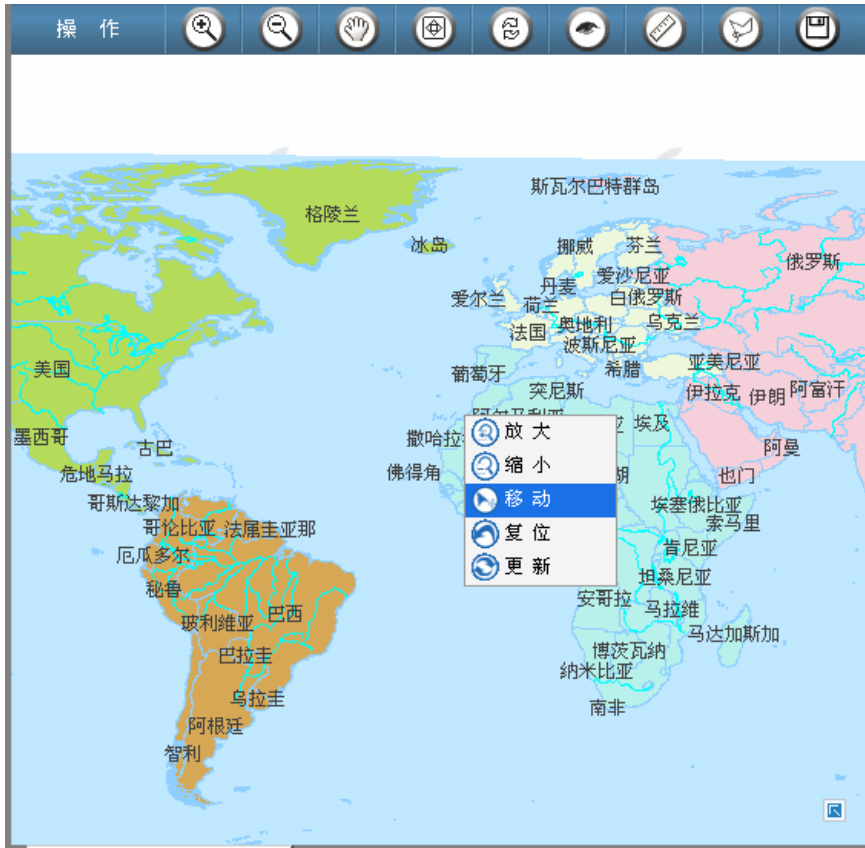 操 作
斯瓦尔巴特群岛
格陵兰
冰岛
挪威
芬兰
俄罗斯
爱沙尼亚
丹麦
爱尔兰
荷兰
白俄罗斯
法国
奥地利
乌克兰
波斯尼亚
美国
葡萄牙
希腊
亚美尼亚
突尼斯
伊拉克
伊朗
阿富汗
墨西哥
古巴
撒哈拉
埃及
阿曼
危地马拉
佛得角
也门
哥斯达黎加
埃塞俄比亚
哥伦比亚
法属圭亚那
索马里
厄瓜多尔
肯尼亚
秘鲁
坦桑尼亚
安哥拉
马拉维
玻利维亚
巴西
马达加斯加
巴拉圭
博茨瓦纳
纳米比亚
乌拉圭
南非
阿根廷
智利
放 大
缩 小
移 动
复 位
更 新